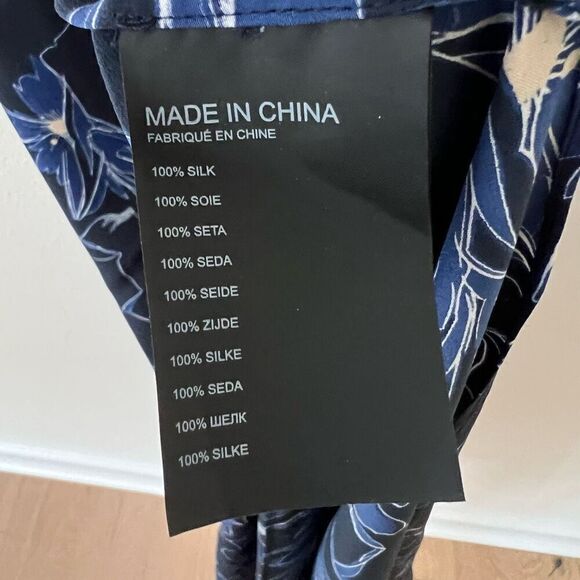 MADE IN CHINA
FABRIQUÉ EN CHINE
100% SILK
100% SOIE
100% SETA
100% SEDA
100% SEIDE
100% ZIJDE
100% SILKE
100% SEDA
100% ШЕЛК
100% SILKE